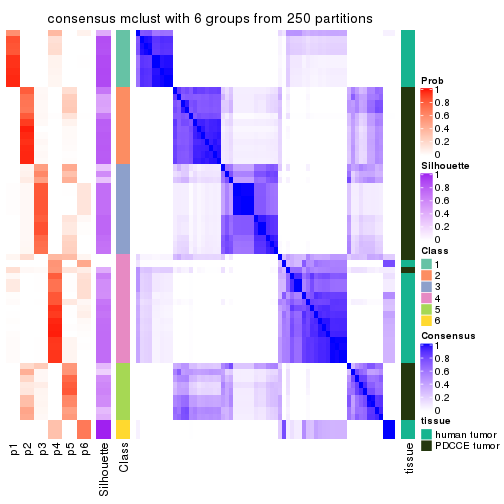 consensus mclust with 6 groups from 250 partitions
Prob
1
0.8
0.6
0.4
0.2
0
Silhouette
1
0.8
0.6
0.4
0.2
0
Class
1
2
3
4
5
6
Consensus
1
0.8
0.6
0.4
0.2
0
tissue
human tumor
PDCCE tumor
p1
p2
p3
p4
p5
p6
Silhouette
Class
tissue